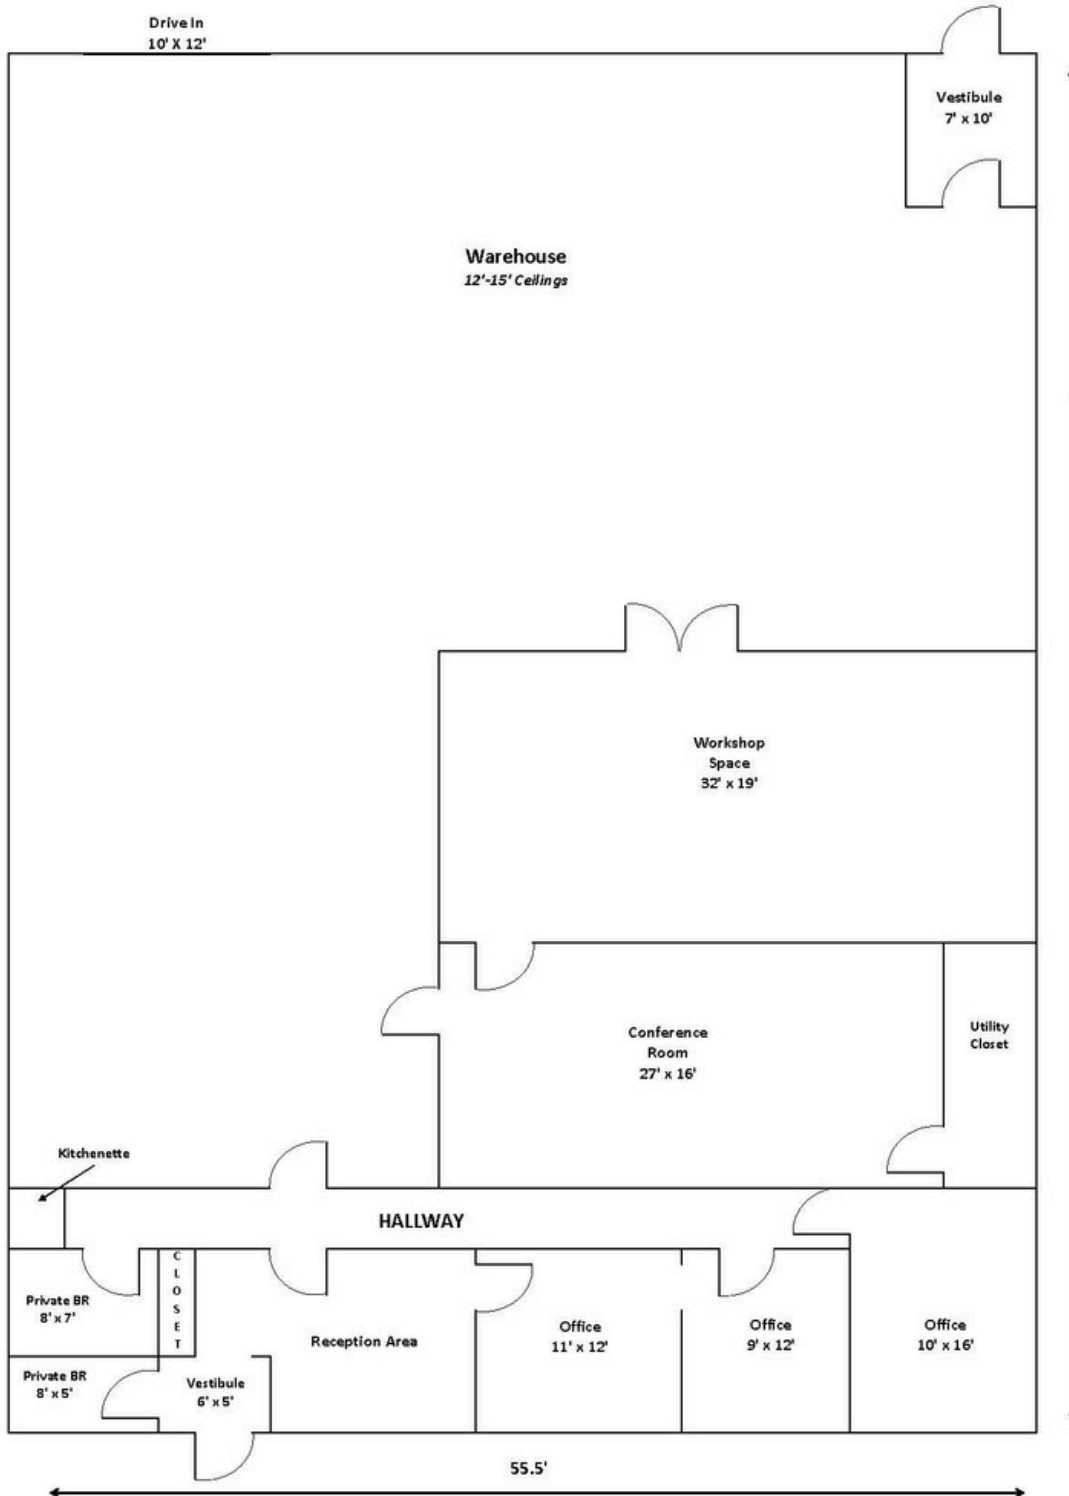 Drive In
10' X 12'
Vestibule
7' x 10'
Warehouse
12'-15' Ceilings
Workshop
Space
32' x 19'
Conference
Room
27' x 16'
Utility
Closet
Kitchenette
HALLWAY
CLOSET
Private BR
8' x 7'
Reception Area
Office
11' x 12'
Office
9' x 12'
Office
10' x 16'
Private BR
8' x 5'
Vestibule
6' x 5'
55.5'